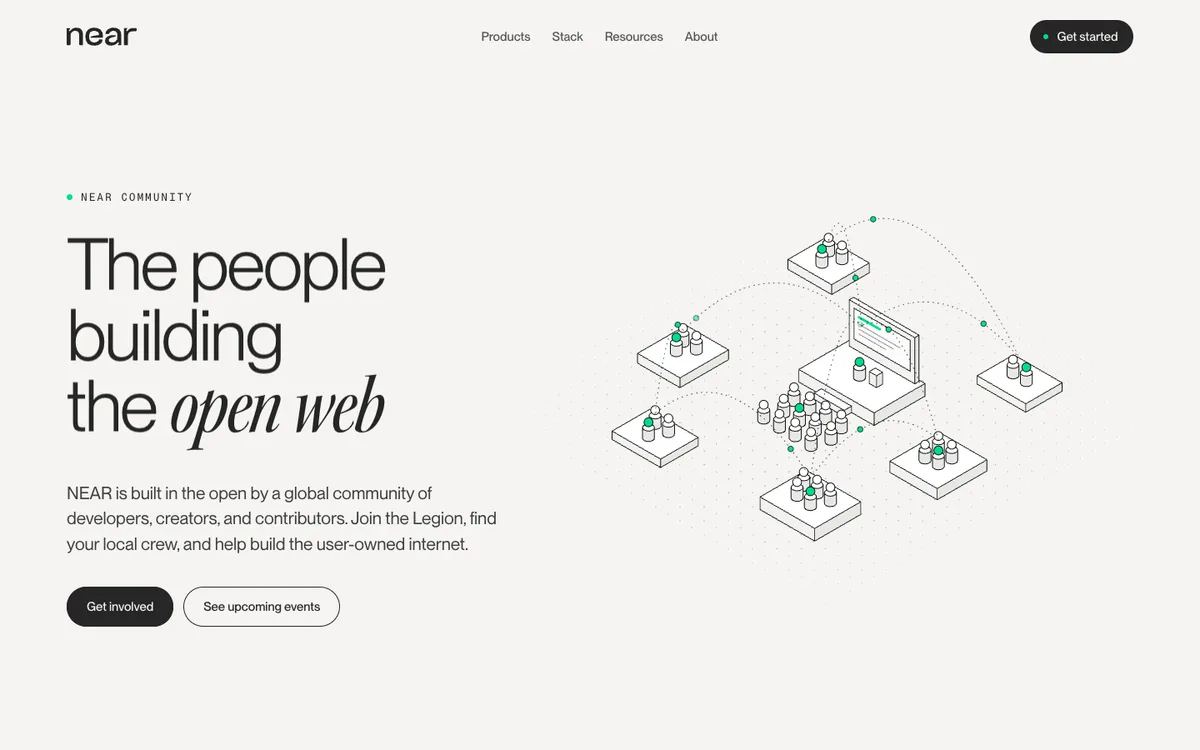 near
Products Stack Resources About
Get started
NEAR COMMUNITY
The people
building
the open web
NEAR is built in the open by a global community of
developers, creators, and contributors. Join the Legion, find
your local crew, and help build the user-owned internet.
Get involved
See upcoming events